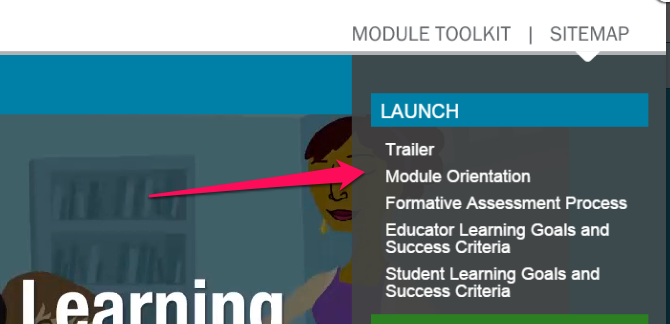 MODULE TOOLKIT | SITEMAP
LAUNCH
Trailer
Module Orientation
Formative Assessment Process
Educator Learning Goals and
Success Criteria
Student Learning Goals and
Success Criteria
Learning